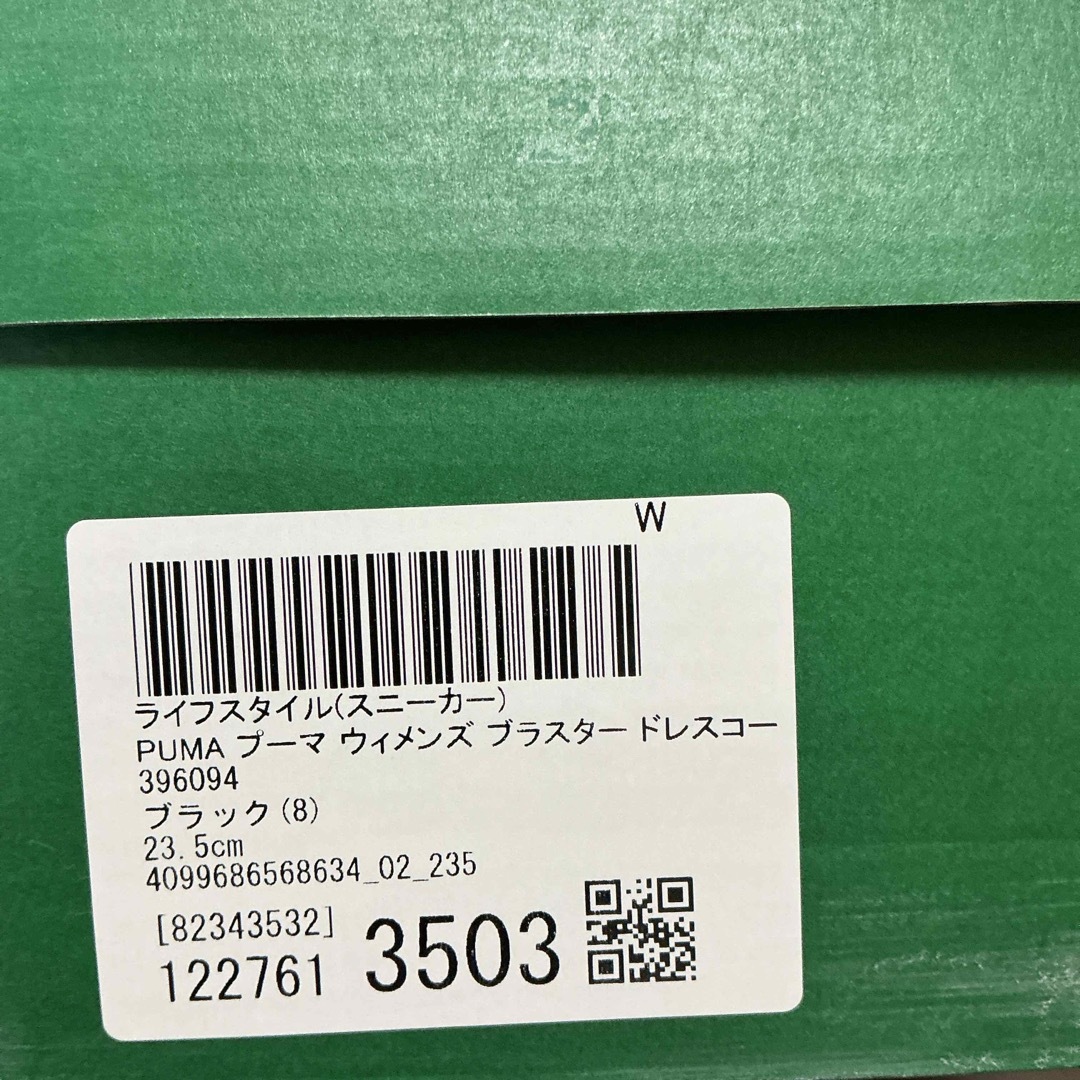 W
ライフスタイル(スニーカー)
PUMA プーマ ウィメンズ ブラスター ドレスコー
396094
ブラック(8)
23.5cm
4099686568634_02_235
[82343532]
122761 3503